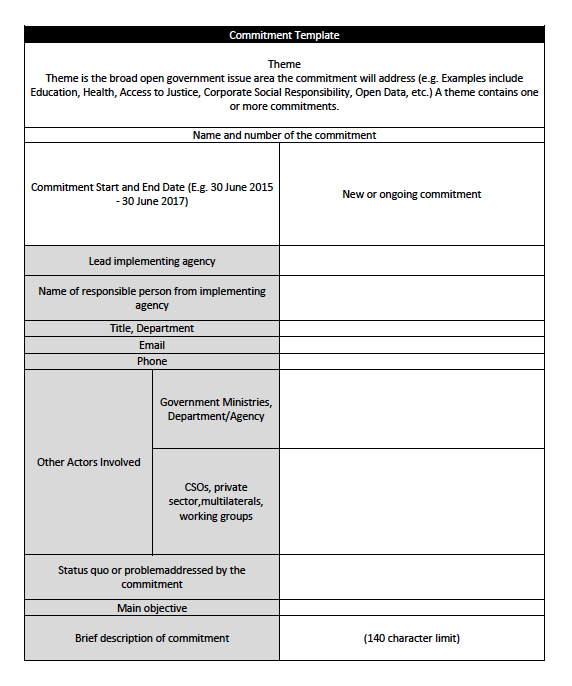 Commitment Template
Theme
Theme is the broad open government issue area the commitment will address (e.g. Examples include
Education, Health, Access to Justice, Corporate Social Responsibility, Open Data, etc.) A theme contains one
or more commitments.
Name and number of the commitment
Commitment Start and End Date (E.g. 30 June 2015
- 30 June 2017)
New or ongoing commitment
Lead implementing agency
Name of responsible person from implementing
agency
Title, Department
Email
Phone
Other Actors Involved
Government Ministries,
Department/Agency
CSOs, private
sector,multilaterals,
working groups
Status quo or problemaddressed by the
commitment
Main objective
Brief description of commitment
(140 character limit)